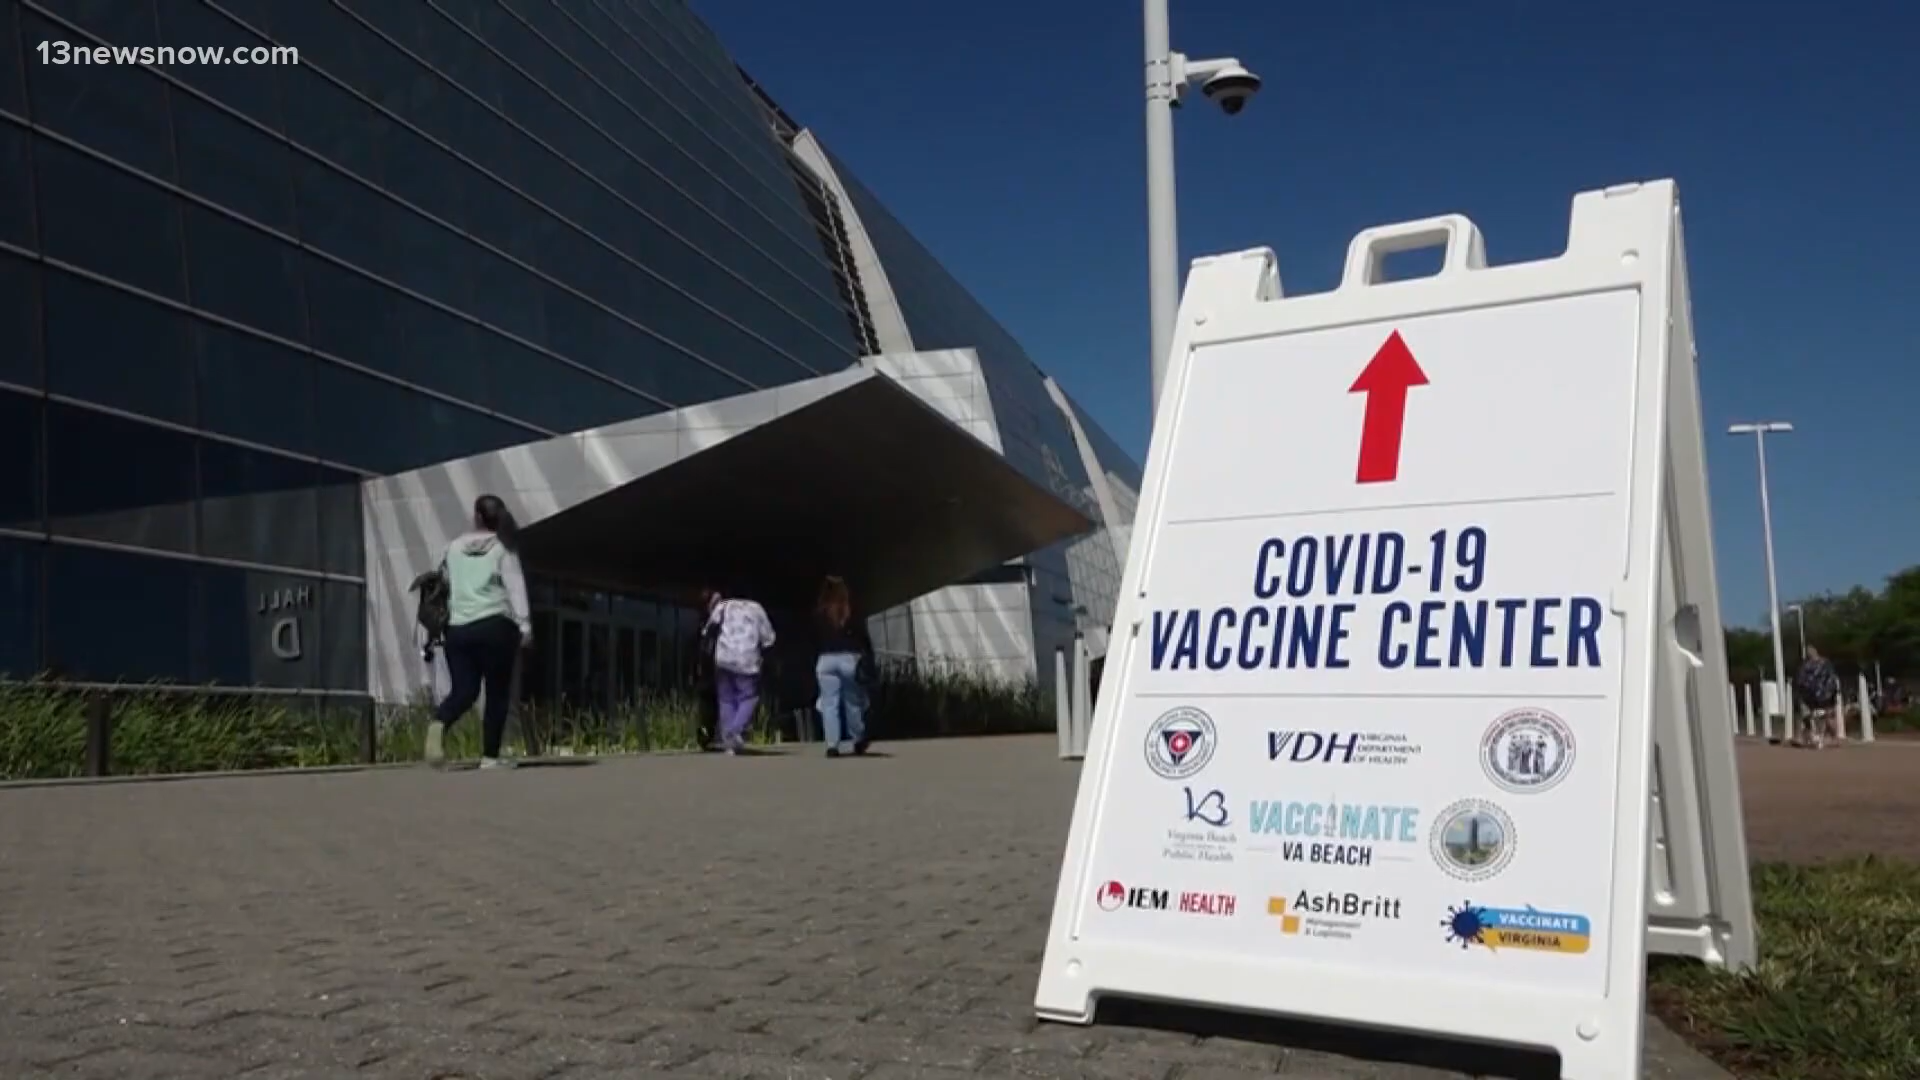 13newsnow.com
HALL
D
COVID-19
VACCINE CENTER
VDH VIRGINIA
DEPARTMENT
OF HEALTH
VB
Virginia Beach
Public Health
VACCINATE
VA BEACH
IEM HEALTH
AshBritt
Management
& Logistics
VACCINATE
VIRGINIA